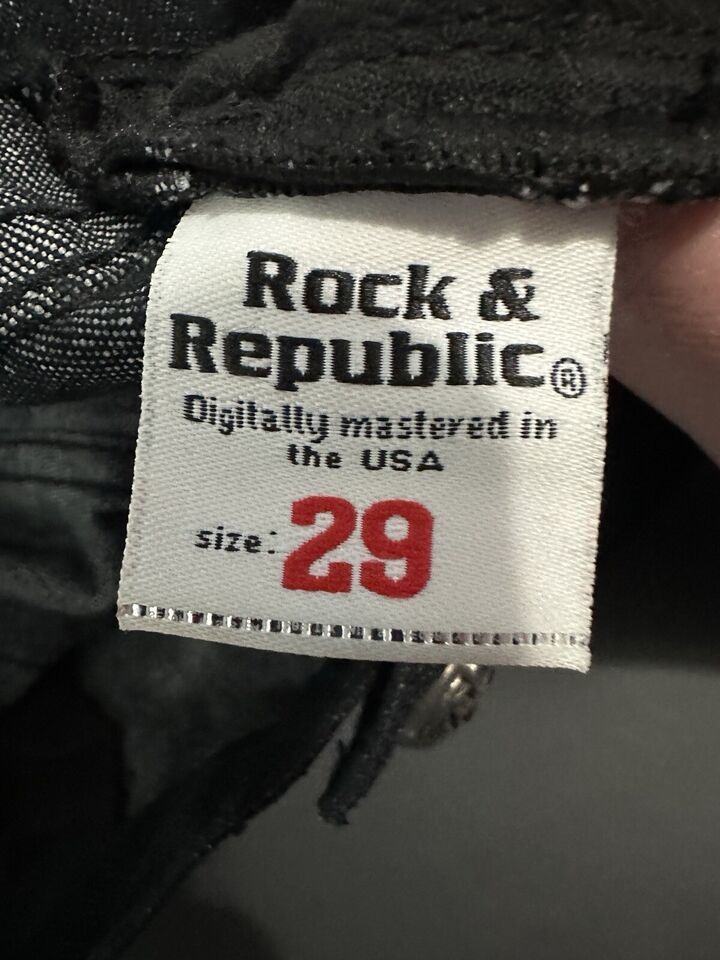 Rock &
Republic®
Digitally mastered in
the USA
size: 29